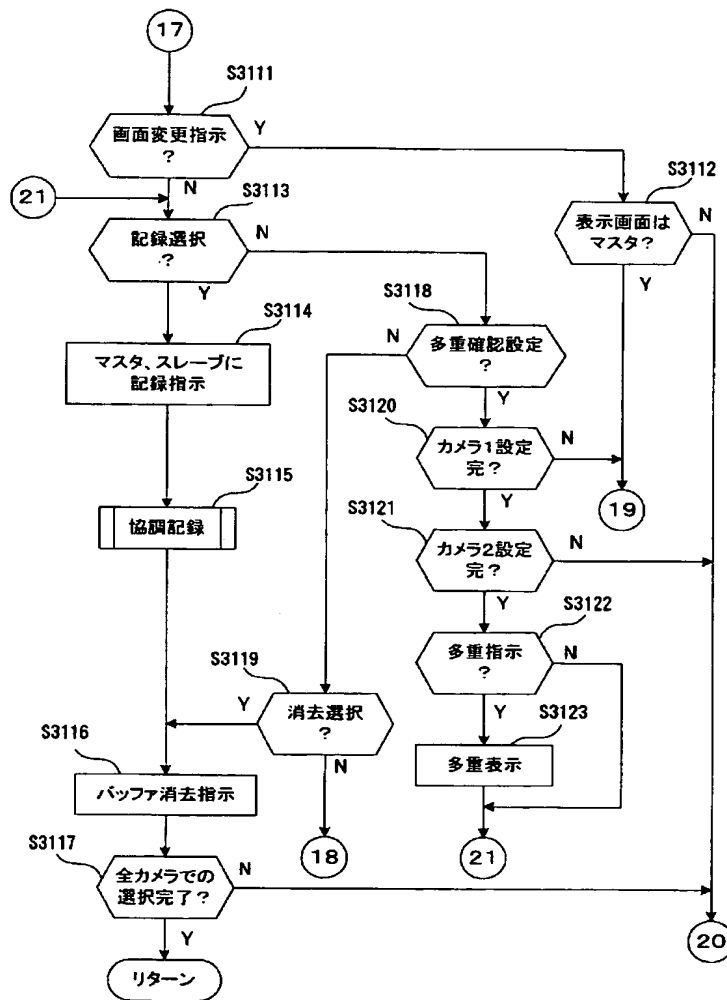 17
S3111
画面変更指示
?
Y
N
21
S3113
記録選択
?
N
Y
S3112
表示画面は
マスタ?
N
Y
S3114
マスタ、スレーブに
記録指示
S3118
多重確認設定
?
N
Y
S3120
カメラ1設定
完?
N
Y
19
S3115
協調記録
S3121
カメラ2設定
完?
N
Y
S3122
多重指示
?
N
Y
S3119
消去選択
?
Y
N
S3123
多重表示
S3116
バッファ消去指示
18
21
S3117
全カメラでの
選択完了?
N
Y
20
リターン